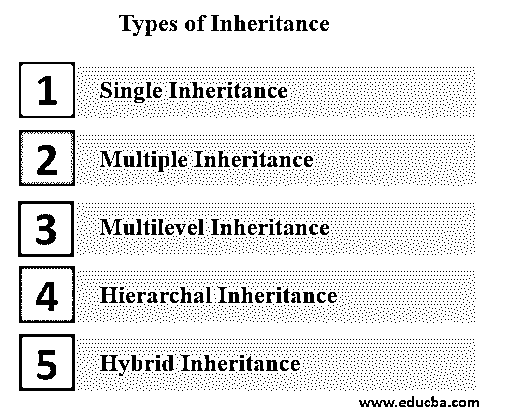 Types of Inheritance
1 Single Inheritance
2 Multiple Inheritance
3 Multilevel Inheritance
4 Hierarchal Inheritance
5 Hybrid Inheritance
www.educba.com